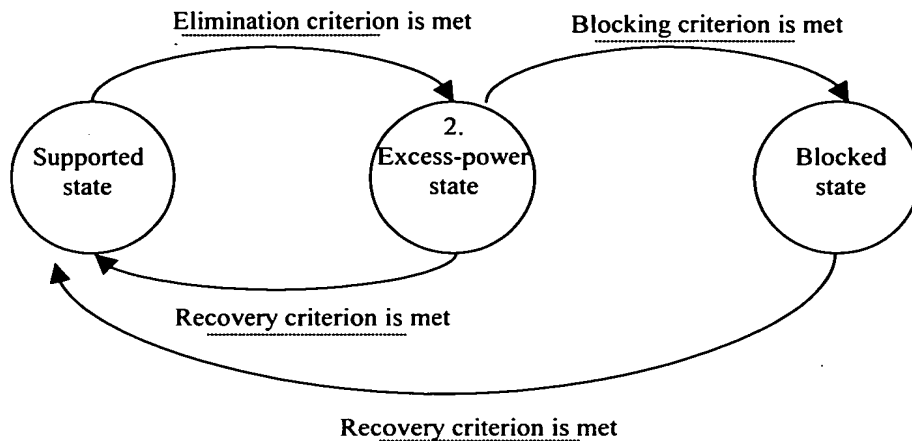 Elimination criterion is met
Blocking criterion is met
Supported
state
2.
Excess-power
state
Blocked
state
Recovery criterion is met
Recovery criterion is met